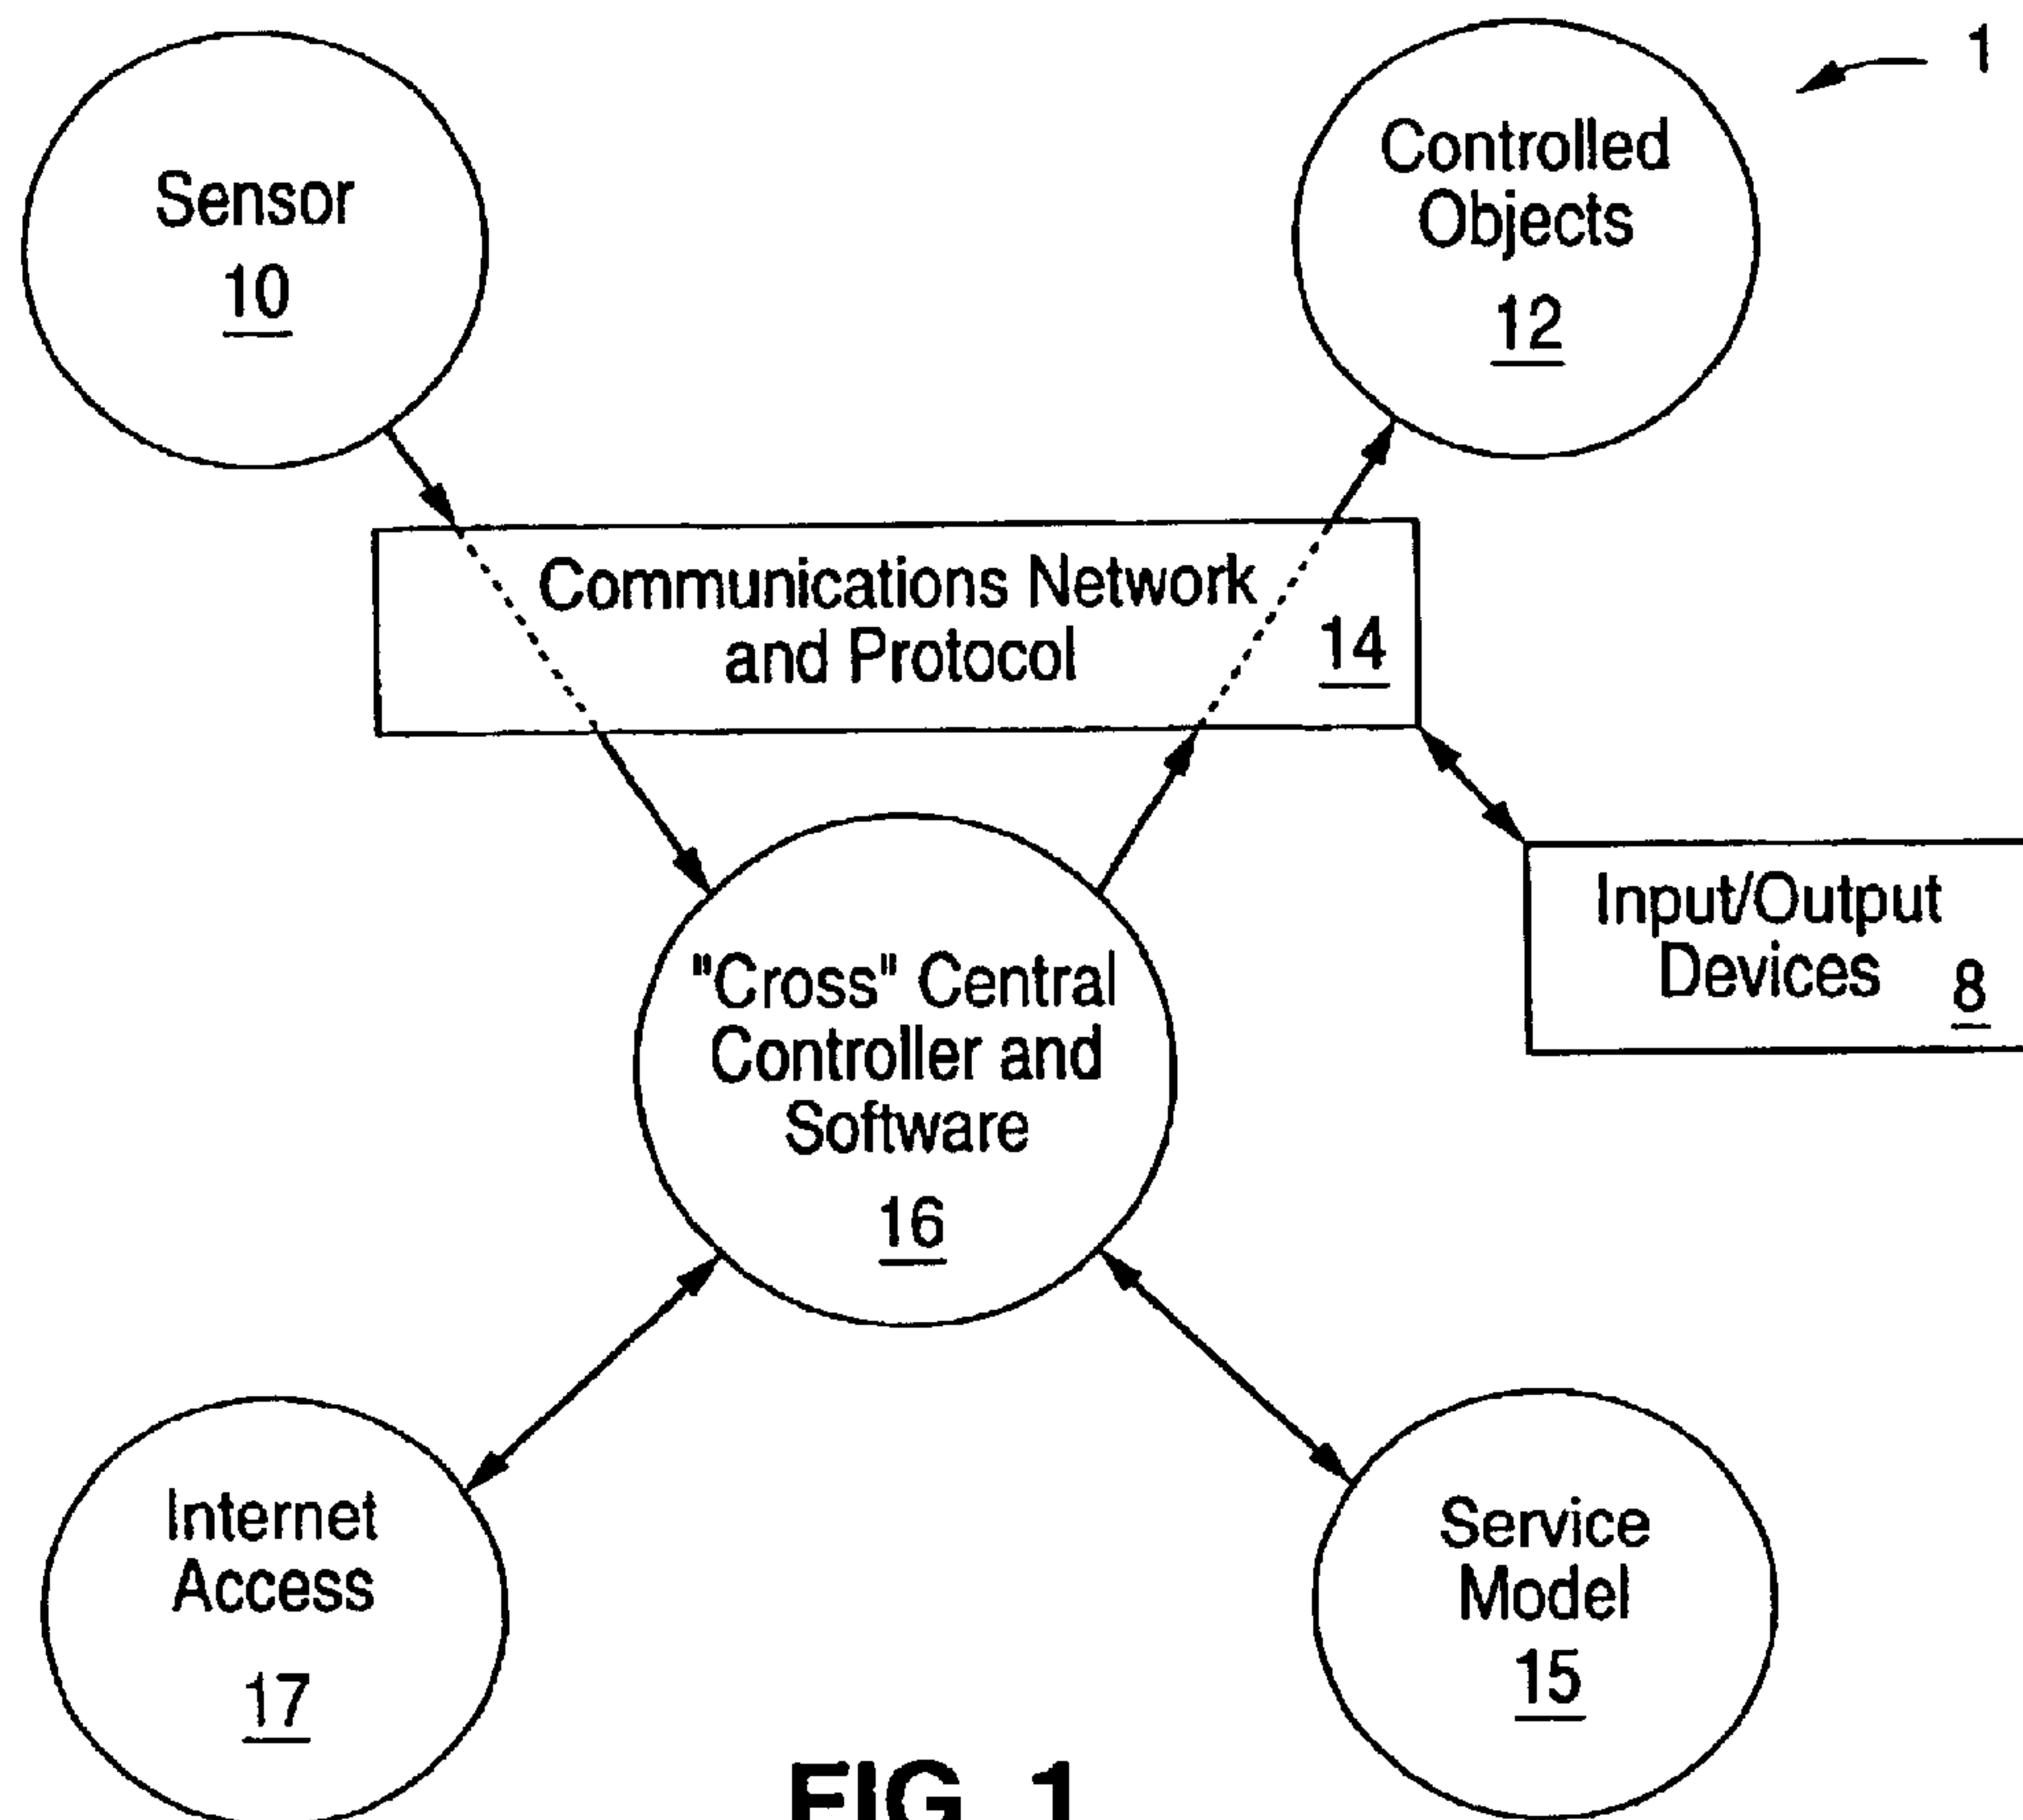 1
Sensor
10
Controlled
Objects
12
Communications Network
and Protocol
14
Input/Output
Devices
8
"Cross" Central
Controller and
Software
16
Internet
Access
17
Service
Model
15
FIG. 1